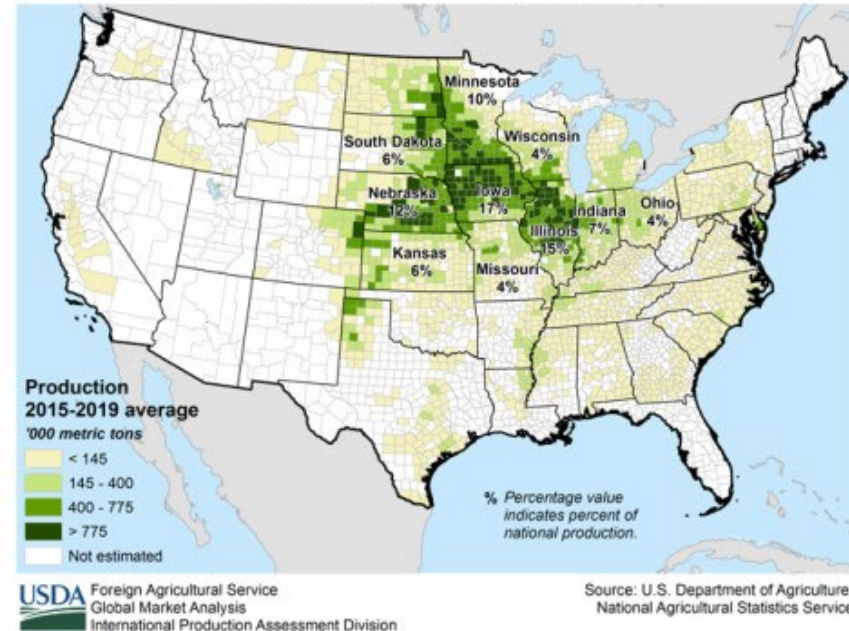 Minnesota
10%
South Dakota
6%
Wisconsin
4%
Nebraska
12%
Iowa
17%
Illinois
15%
Indiana
7%
Ohio
4%
Kansas
6%
Missouri
4%
Production
2015-2019 average
'000 metric tons
< 145
145 - 400
400 - 775
> 775
Not estimated
% Percentage value
indicates percent of
national production.
USDA
Foreign Agricultural Service
Global Market Analysis
International Production Assessment Division
Source: U.S. Department of Agriculture
National Agricultural Statistics Service